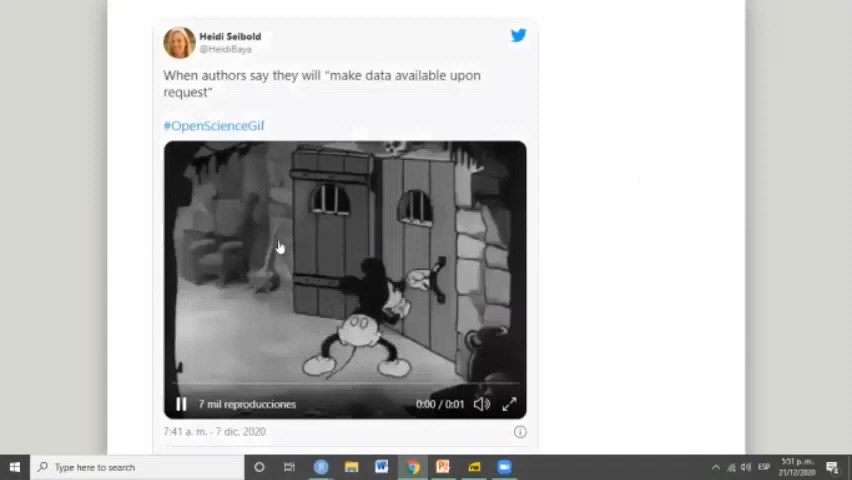 Heidi Seibold
@HeidiBaya
When authors say they will "make data available upon
request"
#OpenScienceGif
7 mil reproducciones
0:00 / 0:01
7:41 a. m. · 7 dic. 2020
Type here to search
ESP
5:51 p. m.
21/12/2020